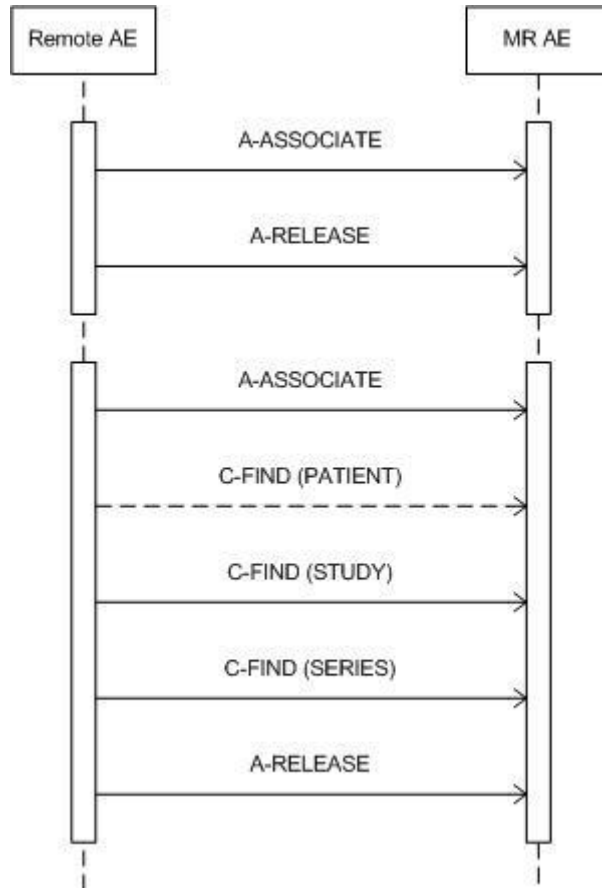 Remote AE
MR AE
A-ASSOCIATE
A-RELEASE
A-ASSOCIATE
C-FIND (PATIENT)
C-FIND (STUDY)
C-FIND (SERIES)
A-RELEASE